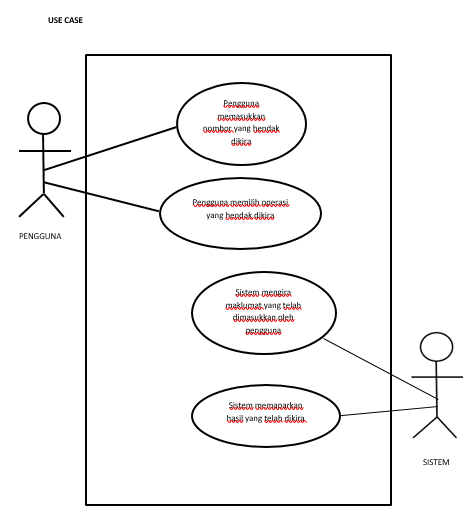 USE CASE
Pengguna
memasukkan
nombor yang hendak
dikira
PENGGUNA
Pengguna memilih operasi
yang hendak dikira
Sistem mengira
maklumat yang telah
dimasukkan oleh
pengguna
Sistem memaparkan
hasil yang telah dikira.
SISTEM